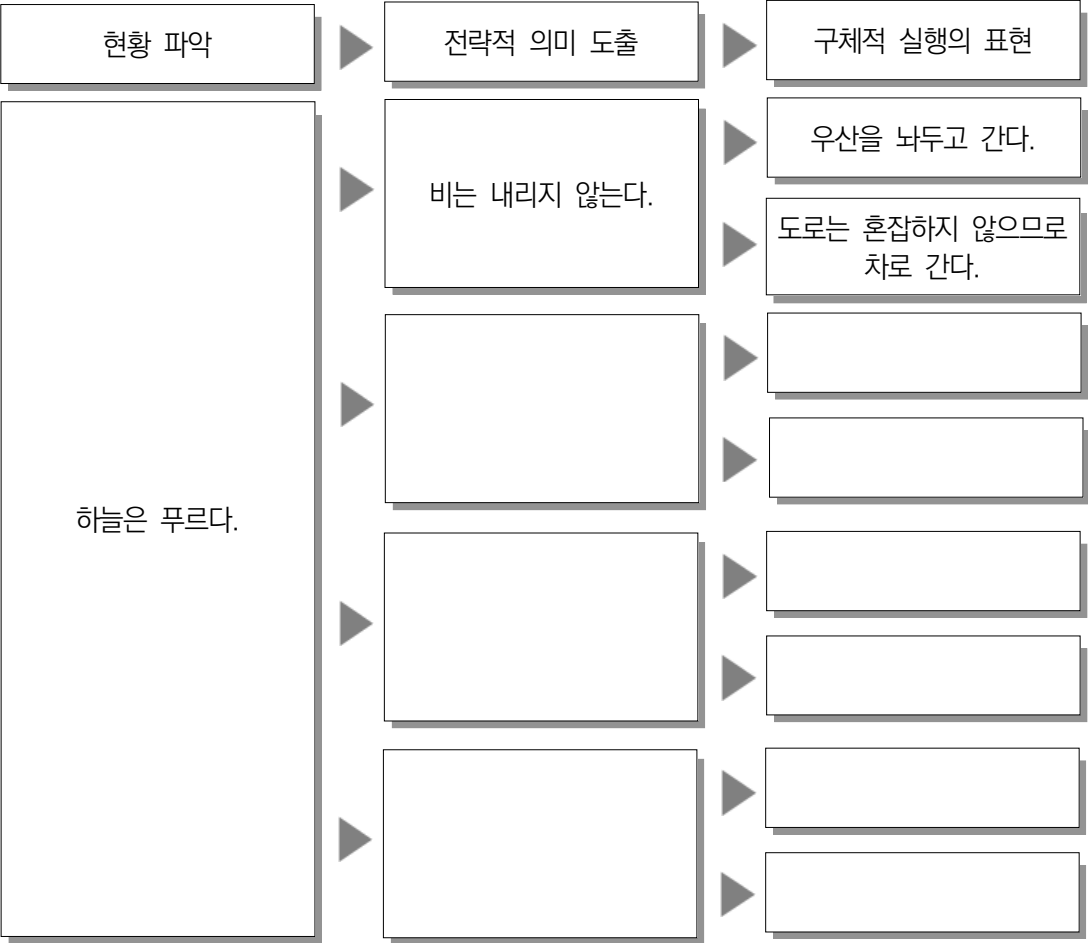 현황 파악
전략적 의미 도출
구체적 실행의 표현
하늘은 푸르다.
비는 내리지 않는다.
우산을 놔두고 간다.
도로는 혼잡하지 않으므로
차로 간다.